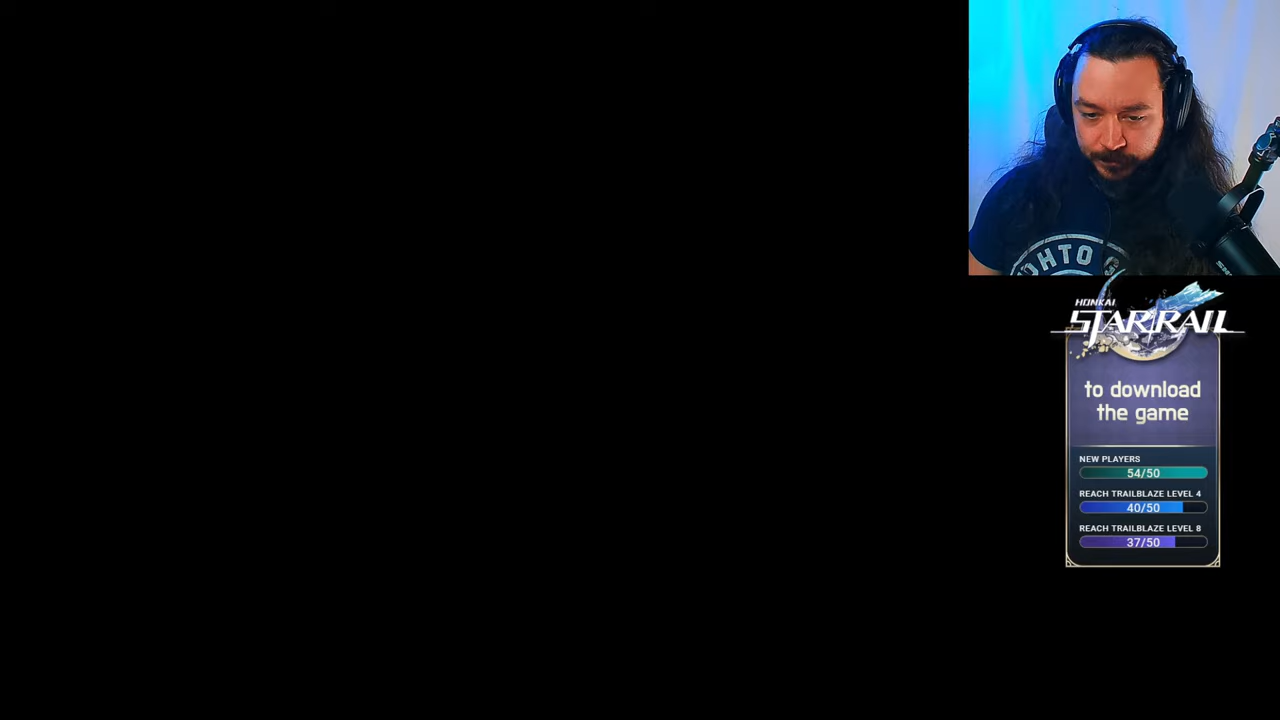 OHTO G
HONKAI
STAR RAIL
to download
the game
NEW PLAYERS
54/50
REACH TRAILBLAZE LEVEL 4
40/50
REACH TRAILBLAZE LEVEL 8
37/50